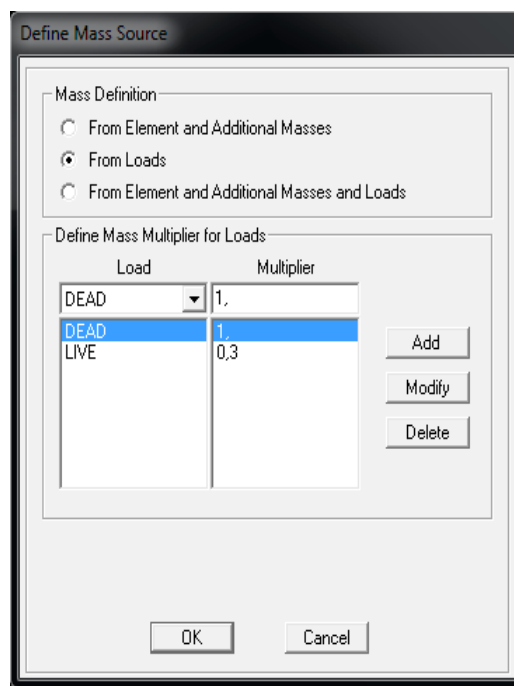 Define Mass Source
Mass Definition
From Element and Additional Masses
From Loads
From Element and Additional Masses and Loads
Define Mass Multiplier for Loads
Load Multiplier
DEAD 1,
DEAD 1,
LIVE 0,3
Add
Modify
Delete
OK Cancel